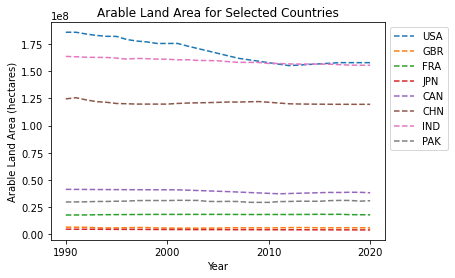 Arable Land Area for Selected Countries
1e8
1.75
1.50
1.25
1.00
0.75
0.50
0.25
0.00
Arable Land Area (hectares)
1990
2000
2010
2020
Year
USA
GBR
FRA
JPN
CAN
CHN
IND
PAK